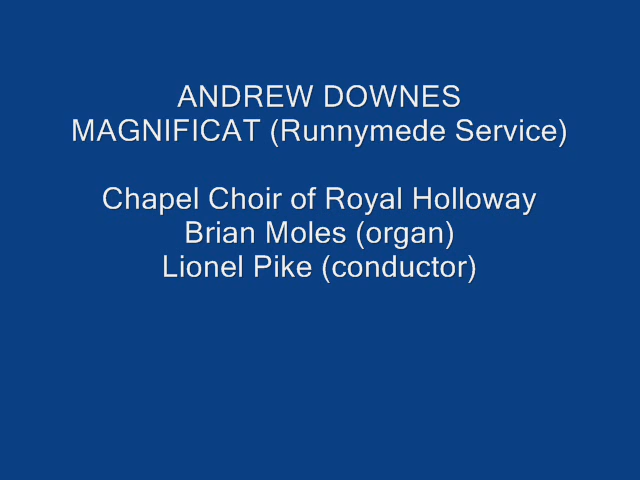 ANDREW DOWNES
MAGNIFICAT (Runnymede Service)
Chapel Choir of Royal Holloway
Brian Moles (organ)
Lionel Pike (conductor)